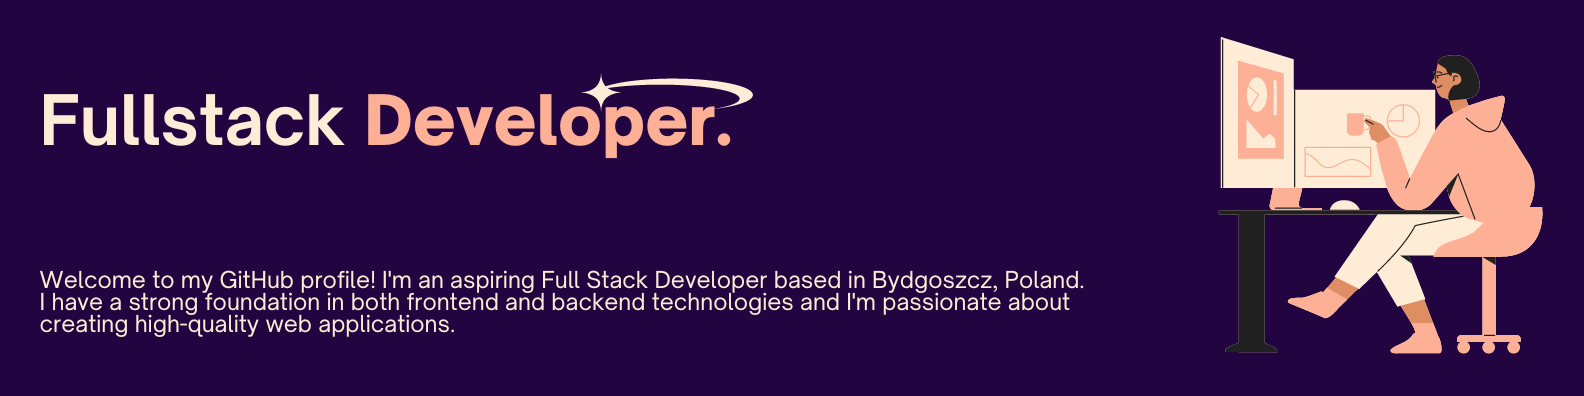 Fullstack Developer.
Welcome to my GitHub profile! I'm an aspiring Full Stack Developer based in Bydgoszcz, Poland.
I have a strong foundation in both frontend and backend technologies and I'm passionate about
creating high-quality web applications.